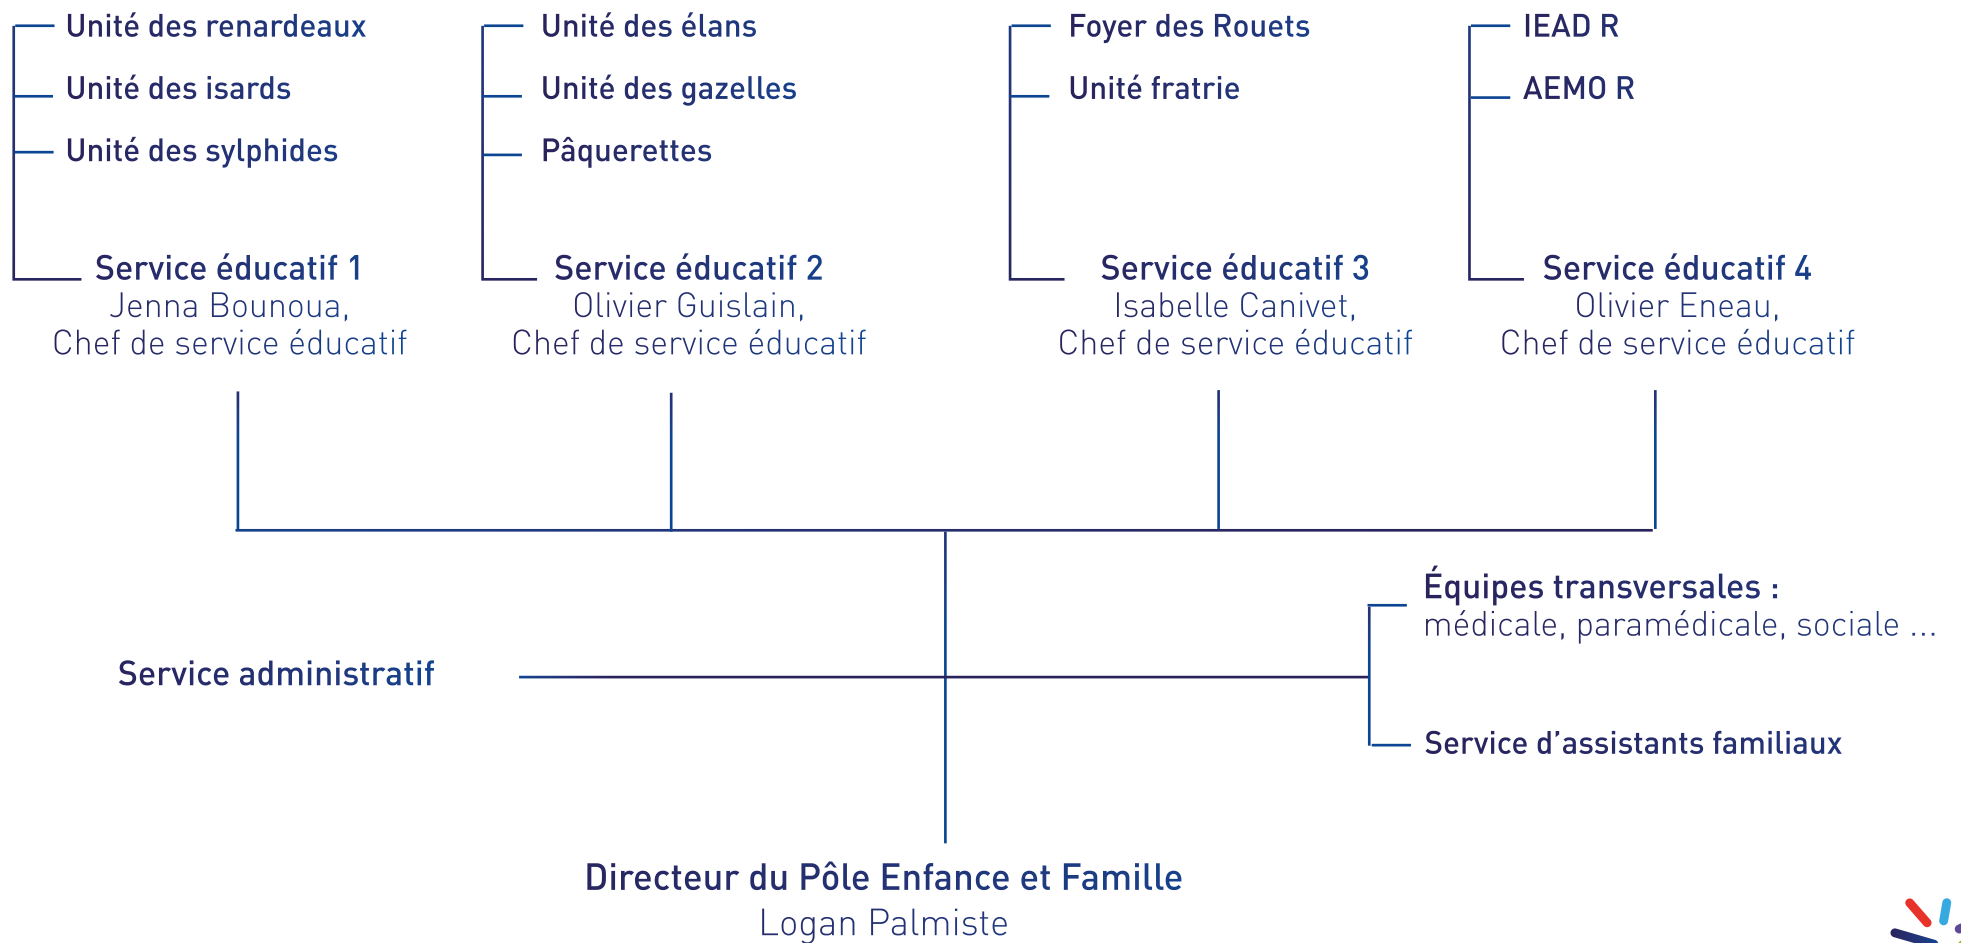 Unité des renardeaux
Unité des isards
Unité des sylphides
Service éducatif 1
Jenna Bounoua,
Chef de service éducatif
Unité des élans
Unité des gazelles
Pâquerettes
Service éducatif 2
Olivier Guislain,
Chef de service éducatif
Foyer des Rouets
Unité fratrie
Service éducatif 3
Isabelle Canivet,
Chef de service éducatif
IEAD R
AEMO R
Service éducatif 4
Olivier Eneau,
Chef de service éducatif
Équipes transversales :
médicale, paramédicale, sociale ...
Service administratif
Service d’assistants familiaux
Directeur du Pôle Enfance et Famille
Logan Palmiste